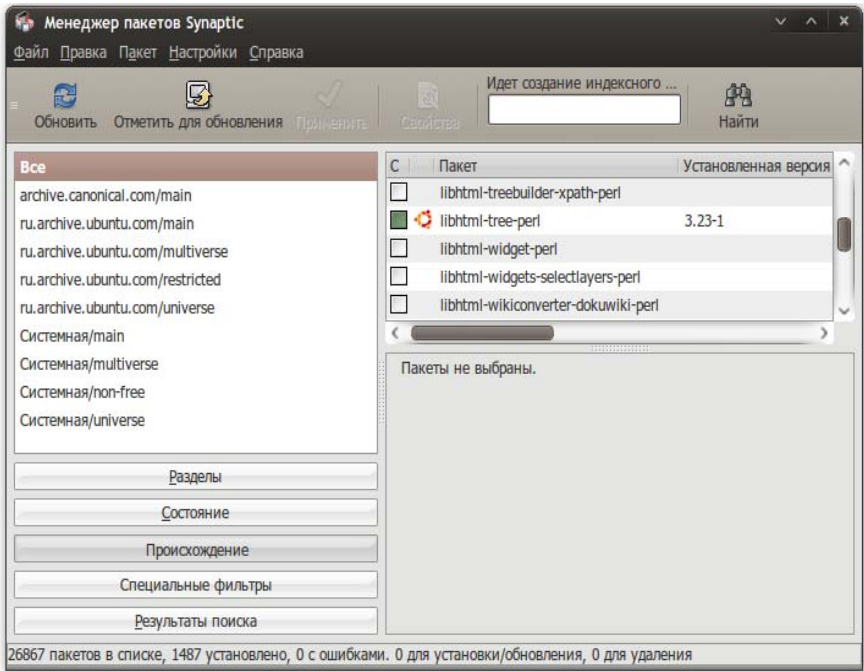 Менеджер пакетов Synaptic
Файл Правка Пакет Настройки Справка
Обновить Отметить для обновления Применить Свойства Идет создание индексного ... Найти
Все
archive.canonical.com/main
ru.archive.ubuntu.com/main
ru.archive.ubuntu.com/multiverse
ru.archive.ubuntu.com/restricted
ru.archive.ubuntu.com/universe
Системная/main
Системная/multiverse
Системная/non-free
Системная/universe
Разделы
Состояние
Происхождение
Специальные фильтры
Результаты поиска
С Пакет Установленная версия
libhtml-treebuilder-xpath-perl
libhtml-tree-perl 3.23-1
libhtml-widget-perl
libhtml-widgets-selectlayers-perl
libhtml-wikiconverter-dokuwiki-perl
Пакеты не выбраны.
26867 пакетов в списке, 1487 установлено, 0 с ошибками. 0 для установки/обновления, 0 для удаления